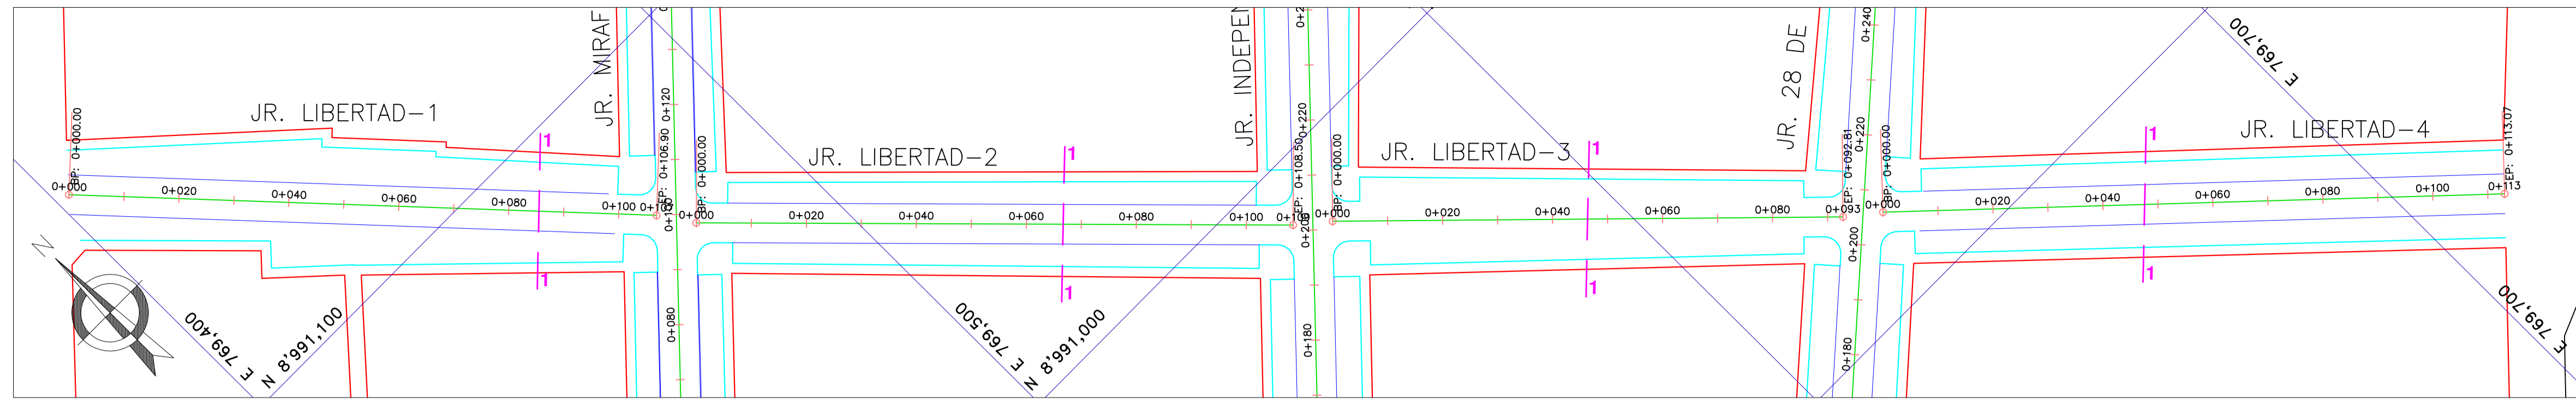 JR. LIBERTAD-1
BP: 0+000.00
0+000
0+020
0+040
0+060
0+080
0+100
EP: 0+106.90
1
1
N
E 769,400
N 8'991,100
JR. MIRAF
0+120
0+100
0+080
JR. LIBERTAD-2
BP: 0+000.00
0+000
0+020
0+040
0+060
0+080
0+100
EP: 0+108.50
1
1
E 769,500
N 8'991,000
JR. INDEPEN
0+220
0+200
0+180
JR. LIBERTAD-3
BP: 0+000.00
0+000
0+020
0+040
0+060
0+080
0+093
EP: 0+092.81
1
1
JR. 28 DE
0+240
0+220
0+200
0+180
JR. LIBERTAD-4
BP: 0+000.00
0+000
0+020
0+040
0+060
0+080
0+100
0+113
EP: 0+113.07
1
1
E 769,700
E 769,700